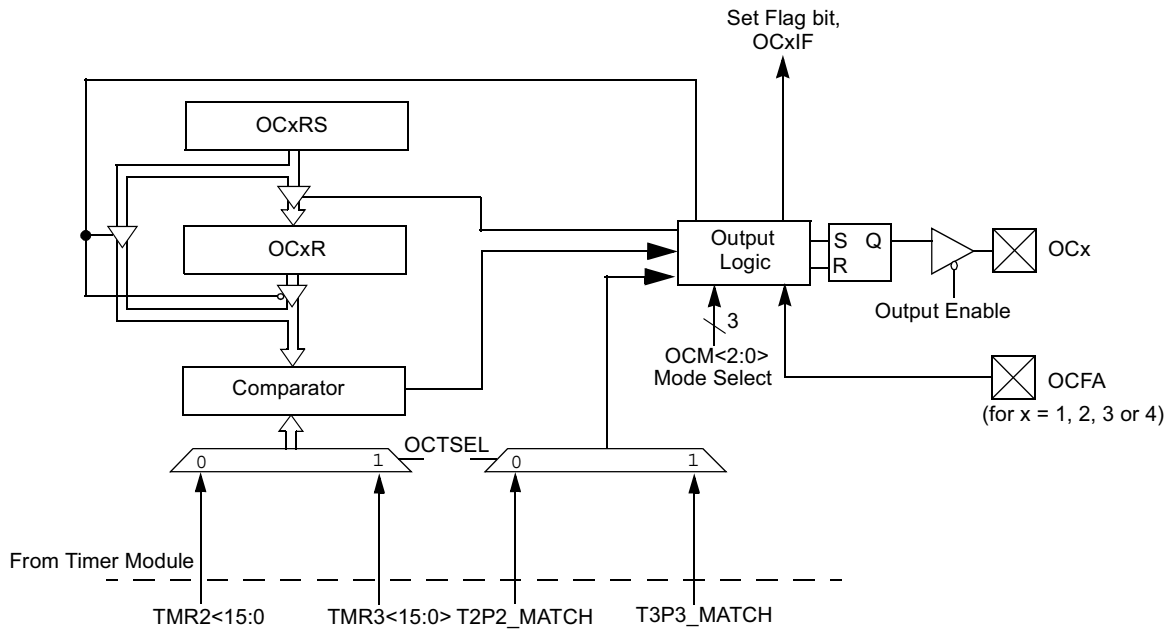 Set Flag bit,
OCxIF
OCxRS
OCxR
Output
Logic
S Q
R
OCx
Output Enable
3
OCM<2:0>
Mode Select
Comparator
OCFA
(for x = 1, 2, 3 or 4)
OCTSEL
0 1
0 1
From Timer Module
TMR2<15:0 TMR3<15:0> T2P2_MATCH T3P3_MATCH